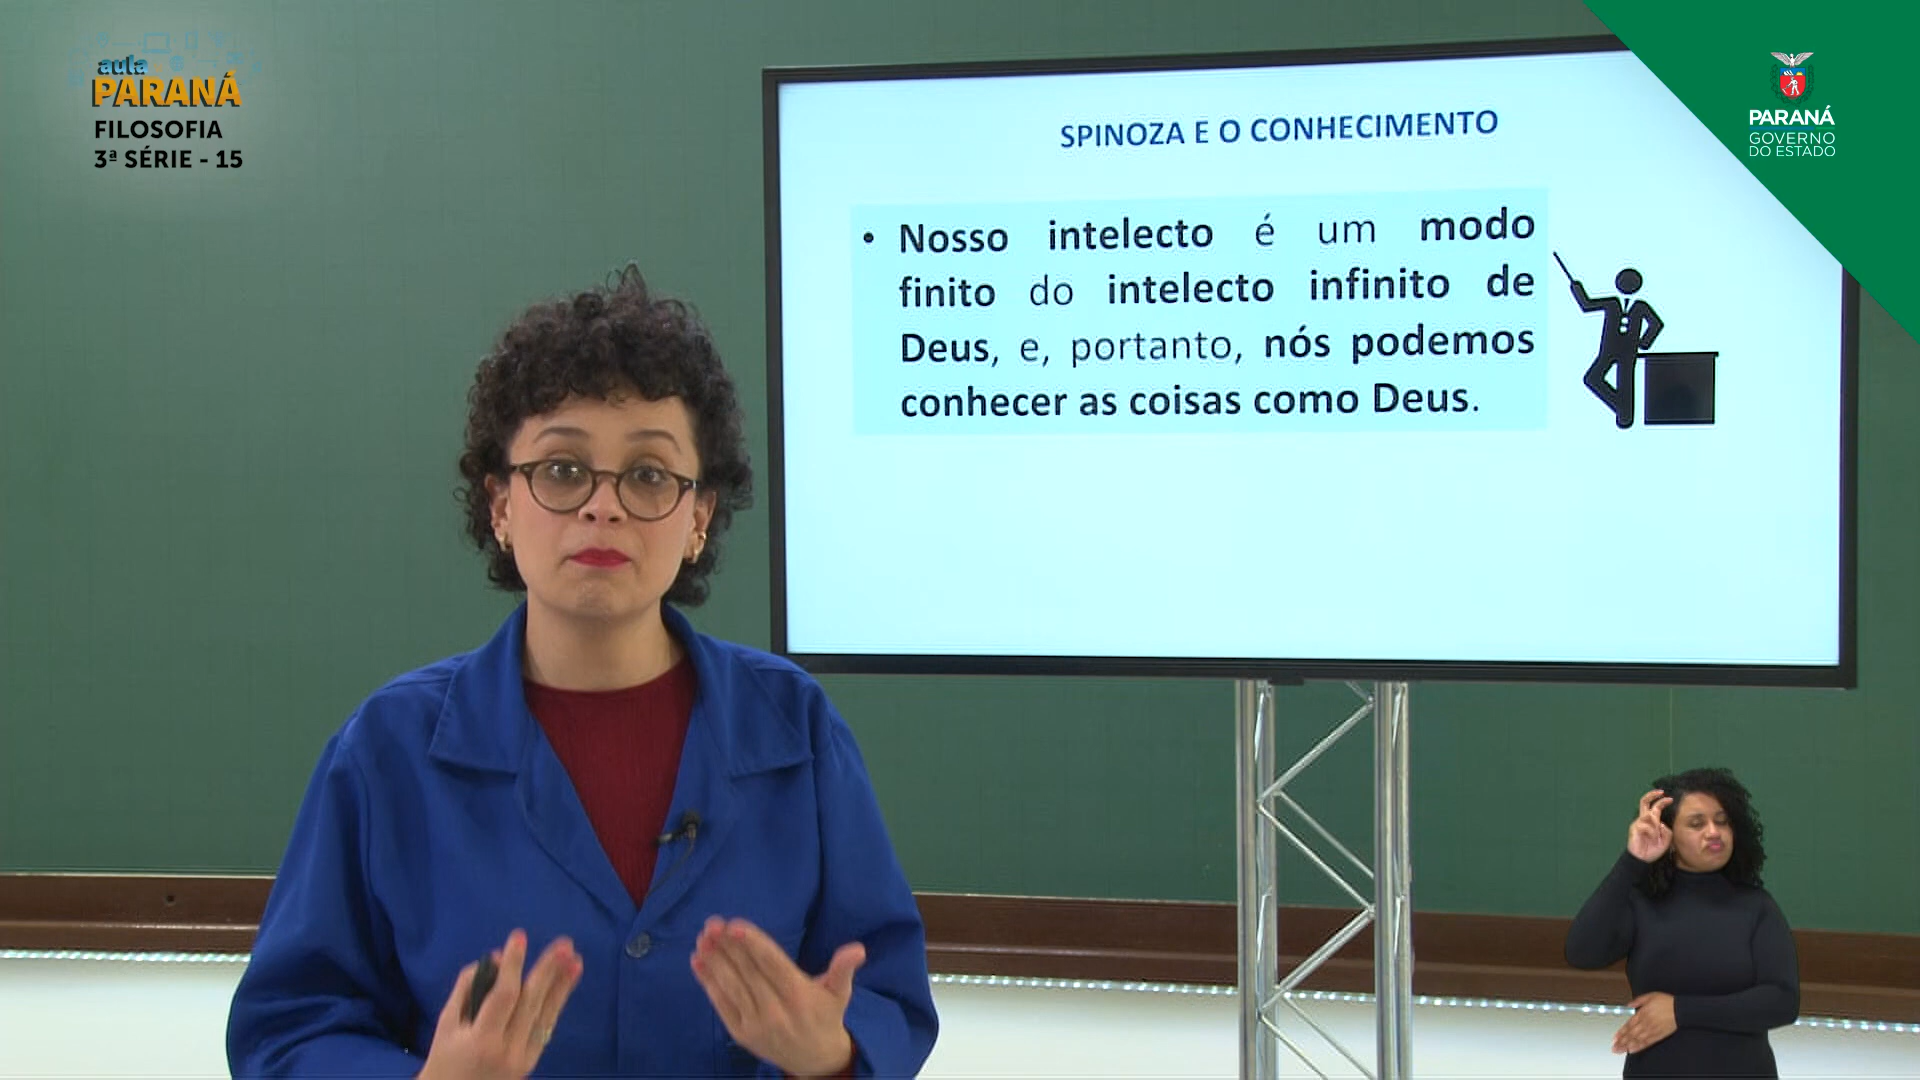 aula
PARANÁ
FILOSOFIA
3ª SÉRIE - 15
SPINOZA E O CONHECIMENTO
• Nosso intelecto é um modo
finito do intelecto infinito de
Deus, e, portanto, nós podemos
conhecer as coisas como Deus.
PARANÁ
GOVERNO
DO ESTADO